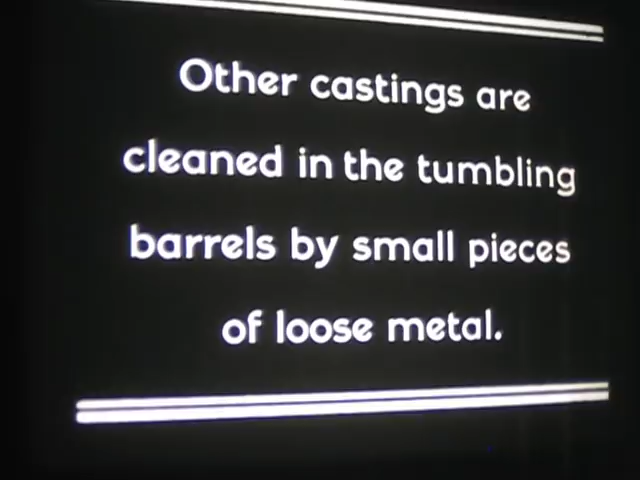 Other castings are
cleaned in the tumbling
barrels by small pieces
of loose metal.